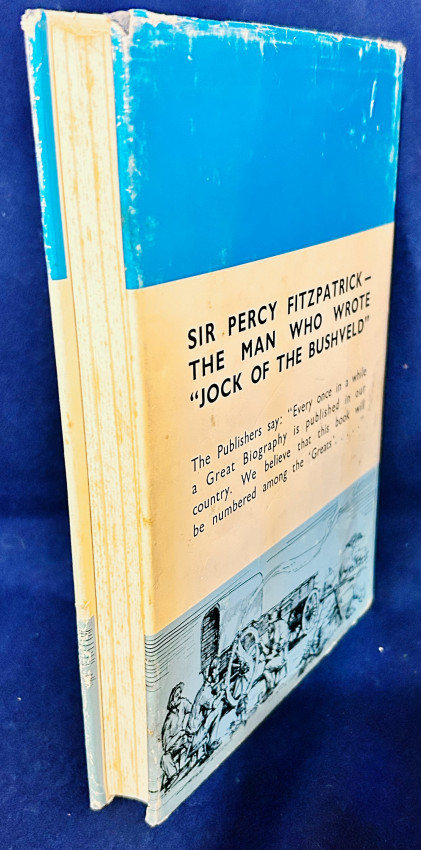 SIR PERCY FITZPATRICK—
THE MAN WHO WROTE
"JOCK OF THE BUSHVELD"
The Publishers say: "Every once in a while
a Great Biography is published in our
country. We believe that this book will
be numbered among the 'Greats' . . . . . .